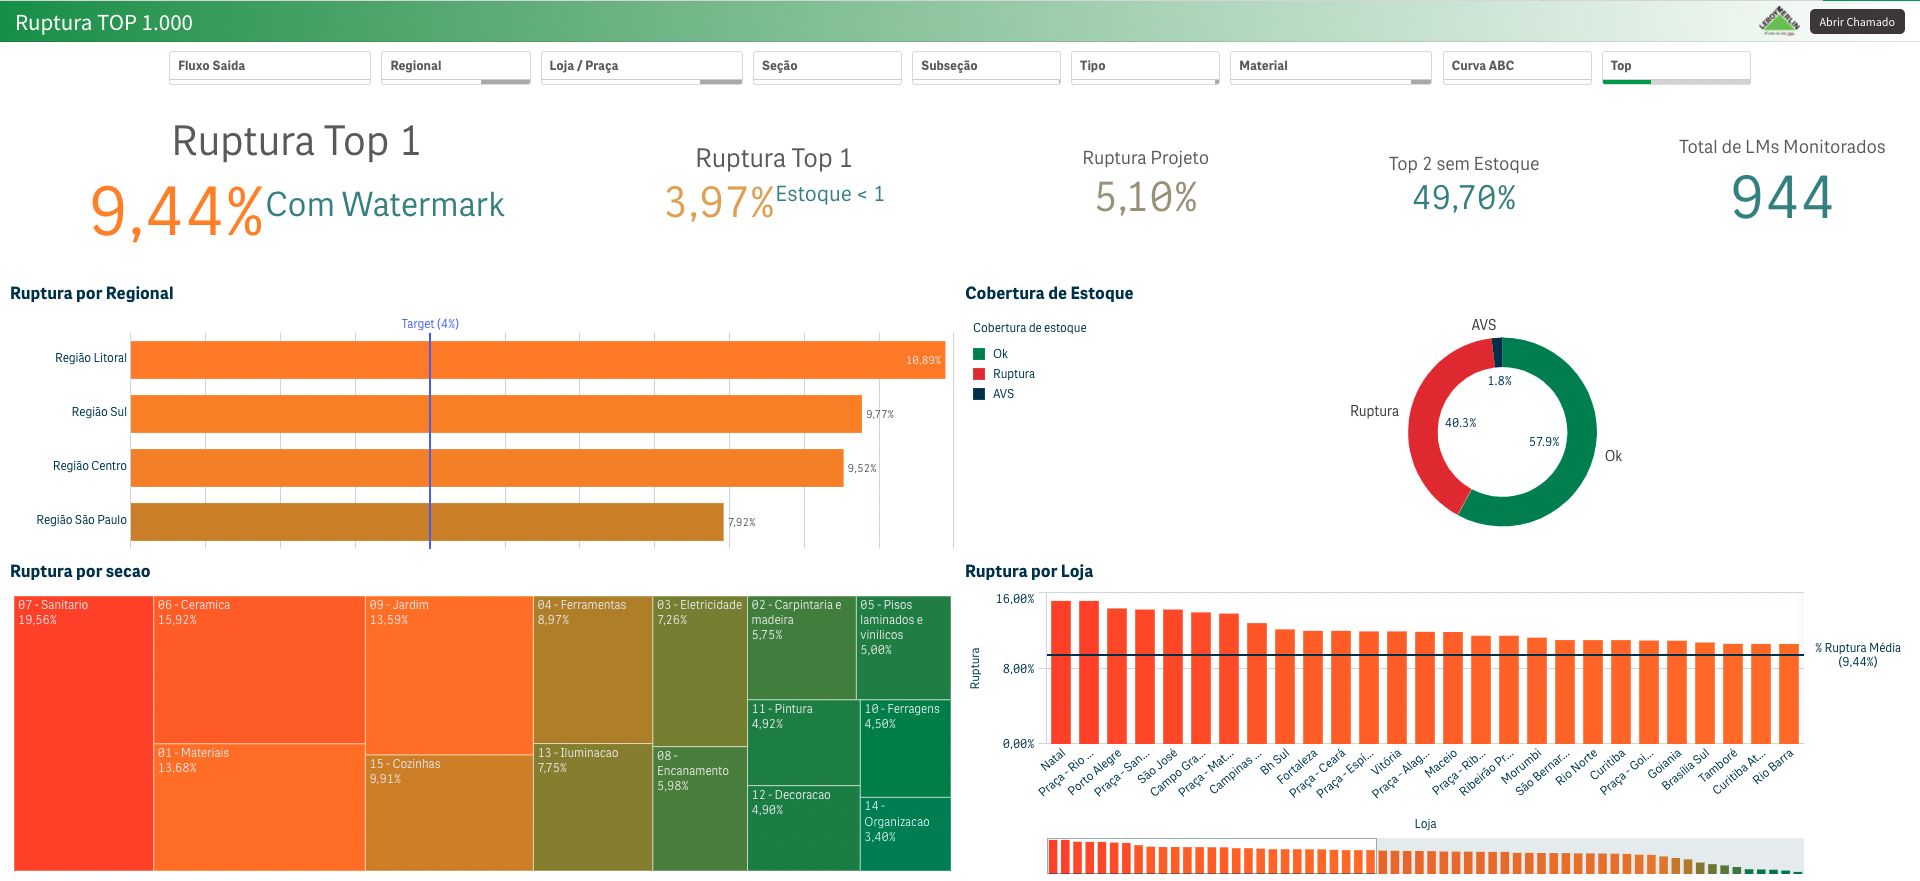 Ruptura TOP 1.000
LEROY MERLIN
Abrir Chamado
Fluxo Saida
Regional
Loja / Praça
Seção
Subseção
Tipo
Material
Curva ABC
Top
Ruptura Top 1
9,44% Com Watermark
Ruptura Top 1
3,97% Estoque < 1
Ruptura Projeto
5,10%
Top 2 sem Estoque
49,70%
Total de LMs Monitorados
944
Ruptura por Regional
Target (4%)
Região Litoral
10,89%
Região Sul
9,77%
Região Centro
9,52%
Região São Paulo
7,92%
Cobertura de Estoque
Cobertura de estoque
Ok
Ruptura
AVS
AVS
1.8%
Ruptura
40.3%
57.9%
Ok
Ruptura por secao
07 - Sanitario
19,56%
06 - Ceramica
15,92%
01 - Materiais
13,68%
09 - Jardim
13,59%
15 - Cozinhas
9,91%
04 - Ferramentas
8,97%
13 - Iluminacao
7,75%
03 - Eletricidade
7,26%
08 -
Encanamento
5,98%
02 - Carpintaria e
madeira
5,75%
05 - Pisos
laminados e
vinilicos
5,00%
11 - Pintura
4,92%
12 - Decoracao
4,90%
10 - Ferragens
4,50%
14 -
Organizacao
3,40%
Ruptura por Loja
16,00%
8,00%
0,00%
Ruptura
% Ruptura Média
(9,44%)
Natal
Praça - Rio ...
Porto Alegre
Praça - San...
São José
Campo Gra...
Praça - Mat...
Campinas ...
Bh Sul
Fortaleza
Praça - Ceará
Praça - Espí...
Vitória
Praça - Alag...
Maceio
Praça - Rib...
Ribeirão Pr...
Morumbi
São Bernar...
Rio Norte
Curitiba
Praça - Goi...
Goiania
Brasília Sul
Tamboré
Curitiba At...
Rio Barra
Loja